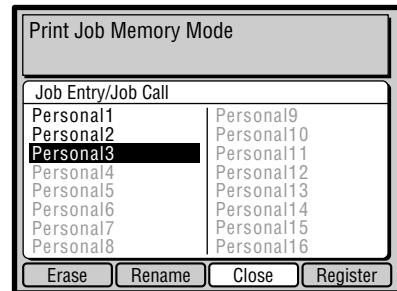 Print Job Memory Mode
Job Entry/Job Call
Personal1
Personal2
Personal3
Personal4
Personal5
Personal6
Personal7
Personal8
Personal9
Personal10
Personal11
Personal12
Personal13
Personal14
Personal15
Personal16
Erase Rename Close Register